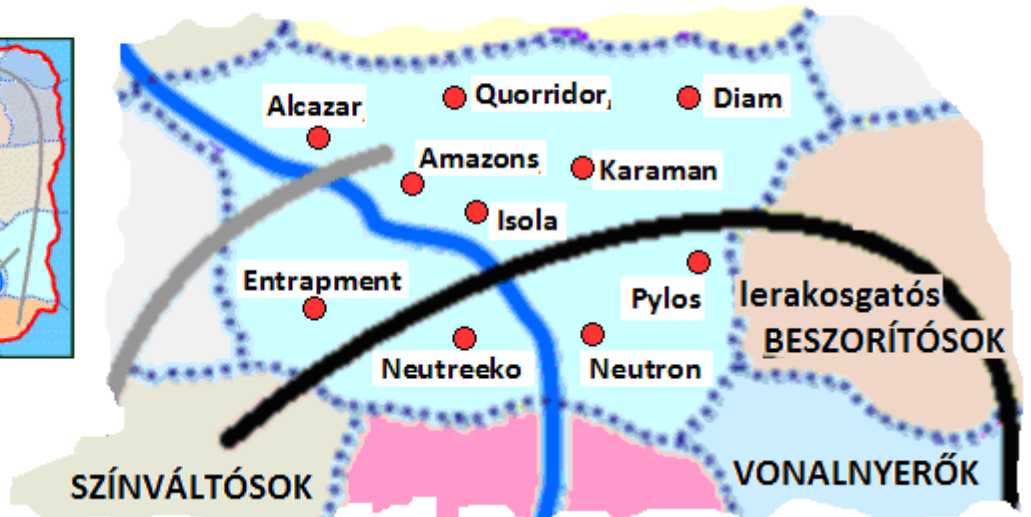 Quorridor,
Diam
Alcazar,
Amazons
Karaman
Isola
Entrapment
Pylos
lerakosgatós
BESZORÍTÓSOK
Neutreeko
Neutron
SZÍNVÁLTÓSOK
VONALNYERŐK